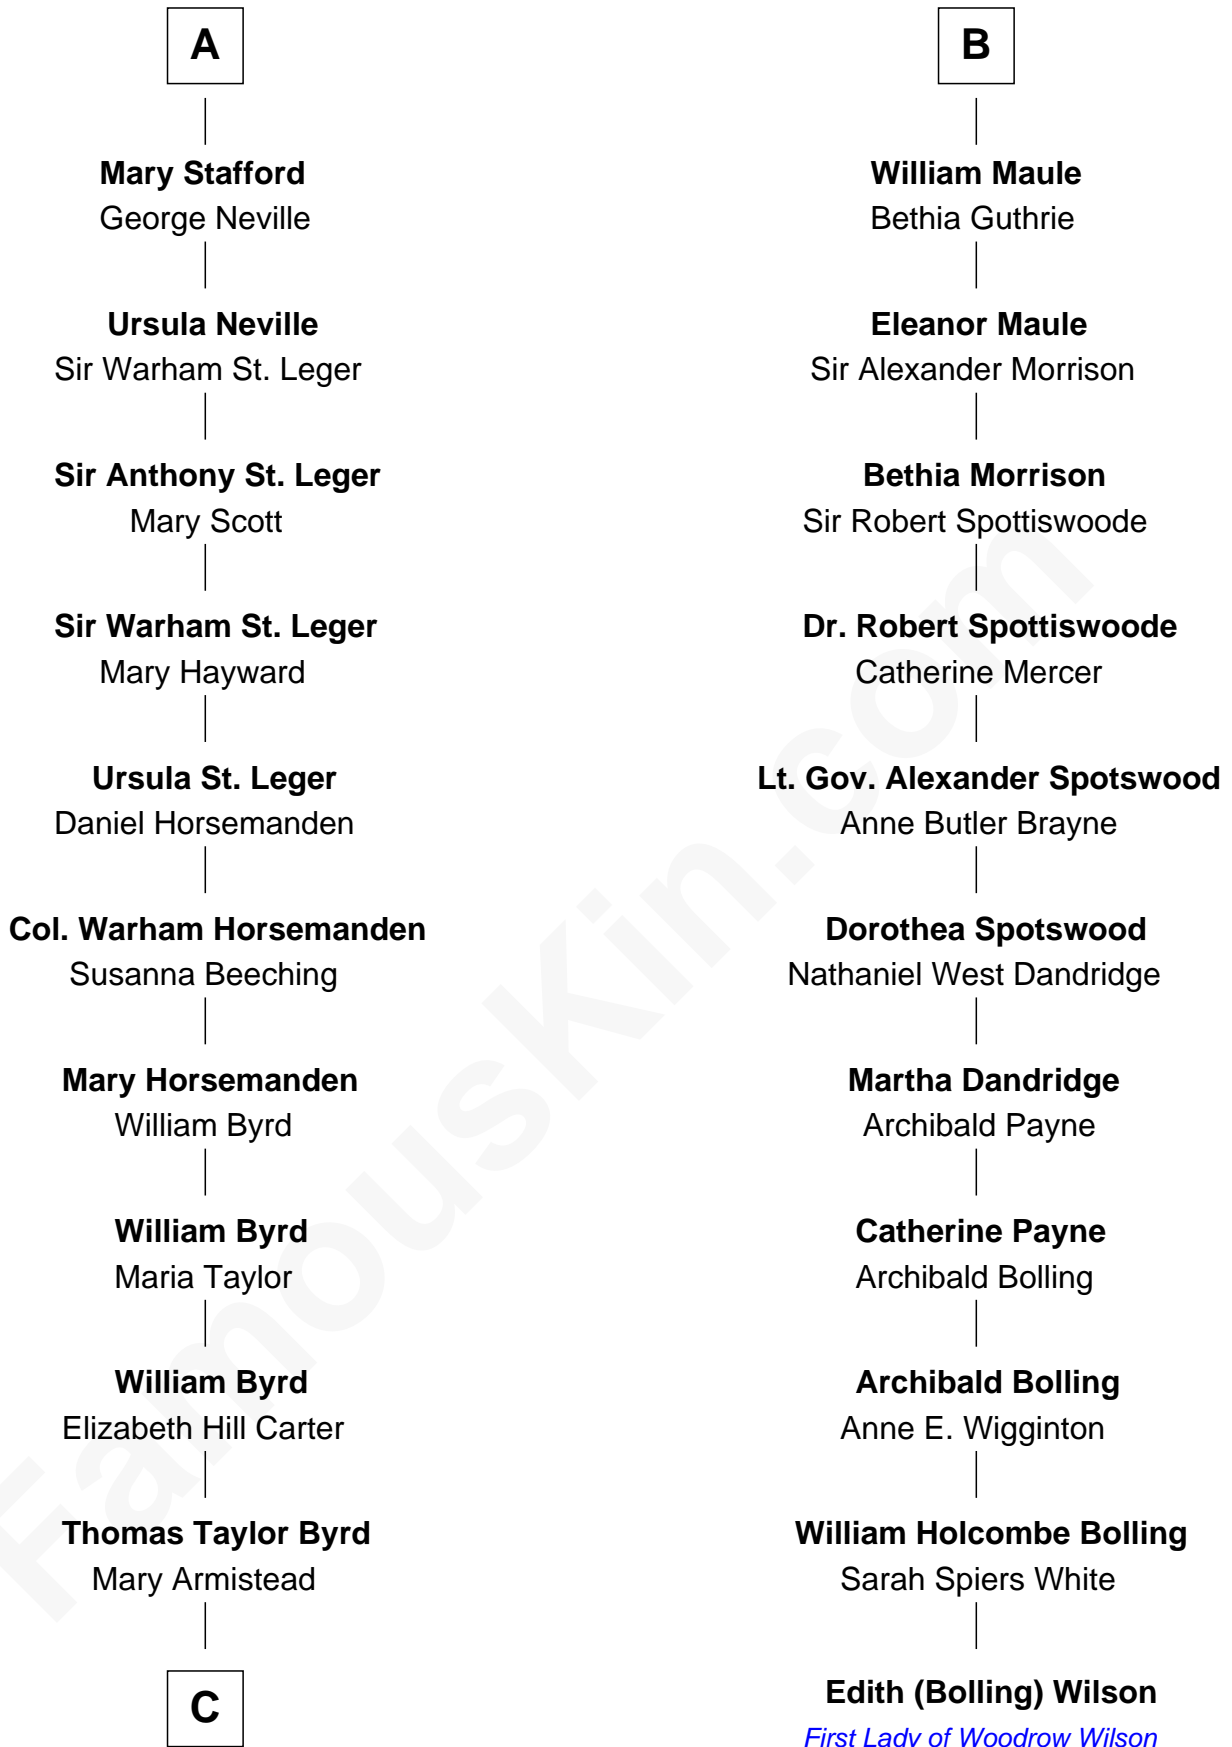 A
Mary Stafford
George Neville
Ursula Neville
Sir Warham St. Leger
Sir Anthony St. Leger
Mary Scott
Sir Warham St. Leger
Mary Hayward
Ursula St. Leger
Daniel Horsemanden
Col. Warham Horsemanden
Susanna Beeching
Mary Horsemanden
William Byrd
William Byrd
Maria Taylor
William Byrd
Elizabeth Hill Carter
Thomas Taylor Byrd
Mary Armistead
C
B
William Maule
Bethia Guthrie
Eleanor Maule
Sir Alexander Morrison
Bethia Morrison
Sir Robert Spottiswoode
Dr. Robert Spottiswoode
Catherine Mercer
Lt. Gov. Alexander Spotswood
Anne Butler Brayne
Dorothea Spotswood
Nathaniel West Dandridge
Martha Dandridge
Archibald Payne
Catherine Payne
Archibald Bolling
Archibald Bolling
Anne E. Wigginton
William Holcombe Bolling
Sarah Spiers White
Edith (Bolling) Wilson
First Lady of Woodrow Wilson
FamousKin.com